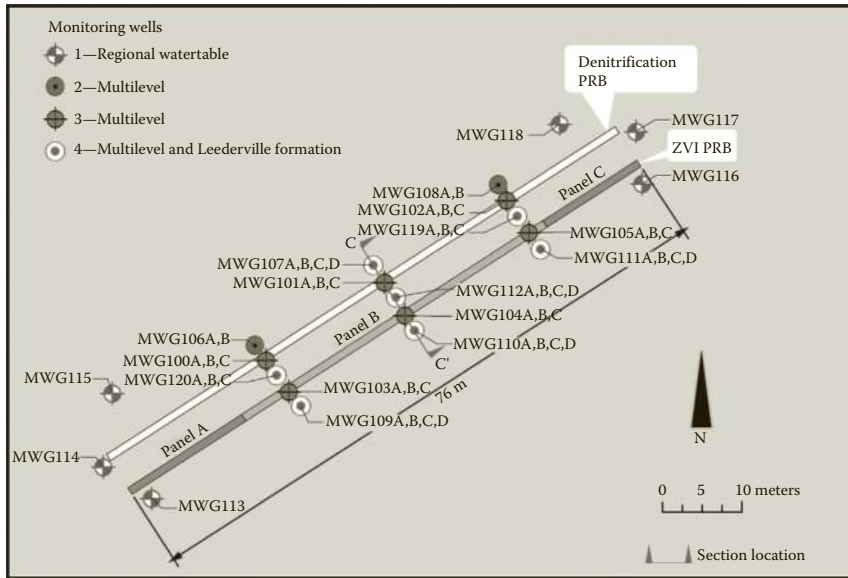 Monitoring wells
1—Regional watertable
2—Multilevel
3—Multilevel
4—Multilevel and Leederville formation
Denitrification
PRB
MWG118
MWG117
ZVI PRB
Panel C
MWG116
MWG108A,B
MWG102A,B,C
MWG119A,B,C
MWG105A,B,C
C
MWG111A,B,C,D
MWG107A,B,C,D
MWG101A,B,C
MWG112A,B,C,D
MWG104A,B,C
Panel B
MWG106A,B
MWG110A,B,C,D
MWG100A,B,C
C'
MWG120A,B,C
MWG115
MWG103A,B,C
76 m
MWG109A,B,C,D
Panel A
MWG114
N
MWG113
0 5 10 meters
Section location